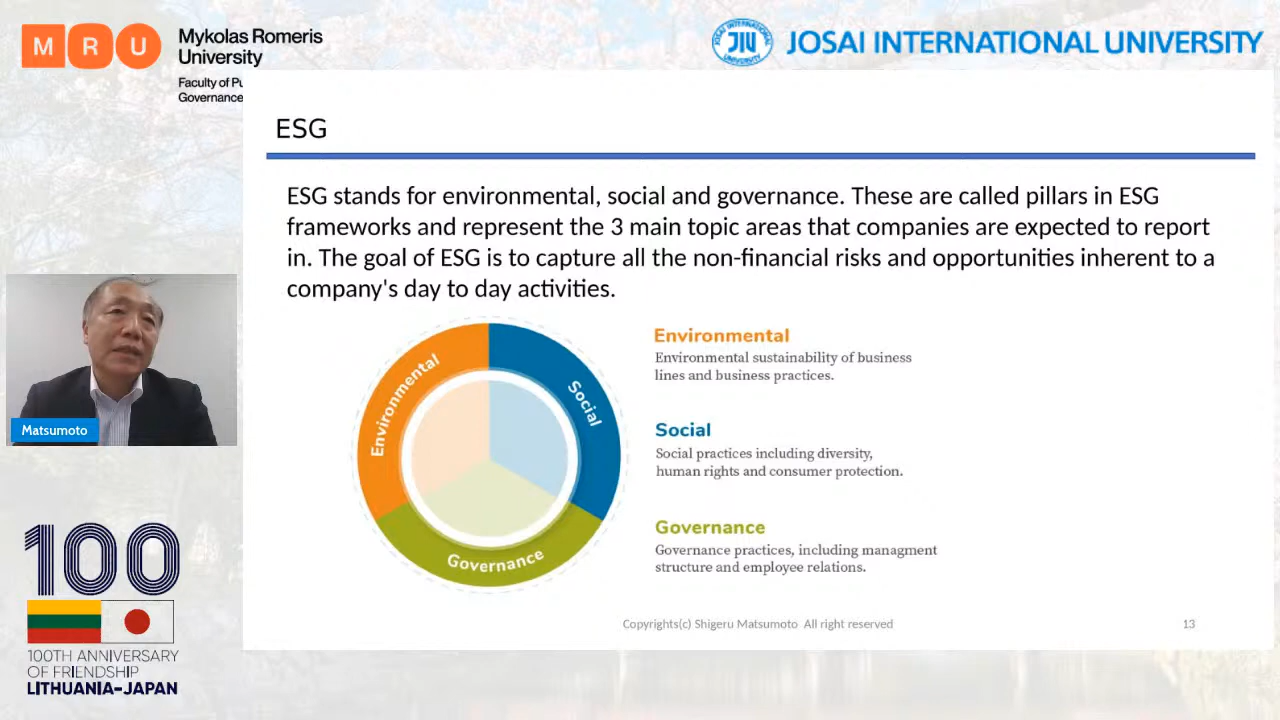 MRU
Mykolas Romeris
University
Faculty of Pu
Governance
JOSAI INTERNATIONAL UNIVERSITY
JIU
JOSAI INTERNATIONAL UNIVERSITY
ESG
ESG stands for environmental, social and governance. These are called pillars in ESG
frameworks and represent the 3 main topic areas that companies are expected to report
in. The goal of ESG is to capture all the non-financial risks and opportunities inherent to a
company's day to day activities.
Environmental
Social
Governance
Environmental
Environmental sustainability of business
lines and business practices.
Social
Social practices including diversity,
human rights and consumer protection.
Governance
Governance practices, including managment
structure and employee relations.
Matsumoto
100
100TH ANNIVERSARY
OF FRIENDSHIP
LITHUANIA–JAPAN
Copyrights(c) Shigeru Matsumoto All right reserved
13